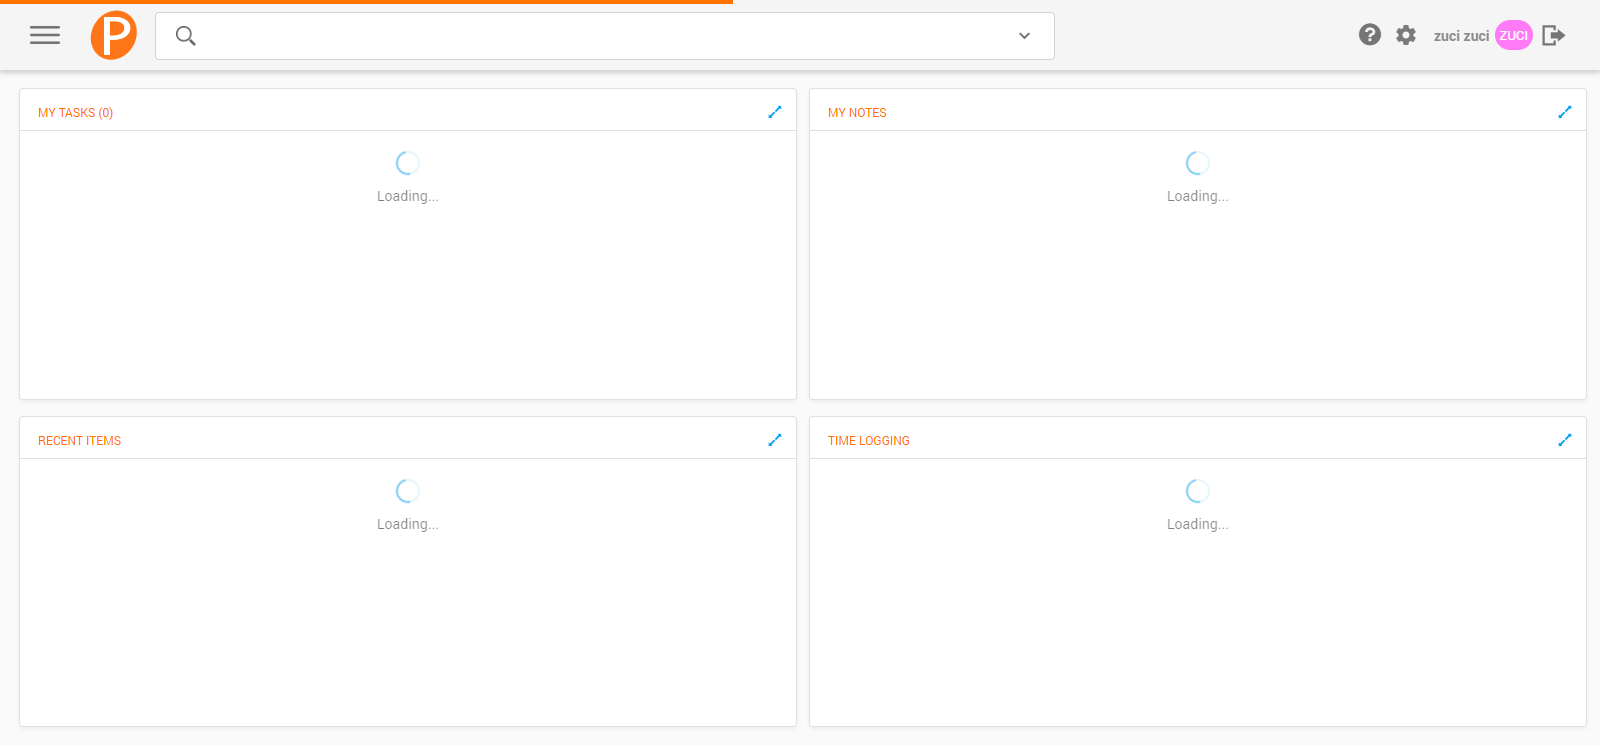 P
zuci zuci ZUCI
MY TASKS (0)
MY NOTES
Loading...
Loading...
RECENT ITEMS
TIME LOGGING
Loading...
Loading...